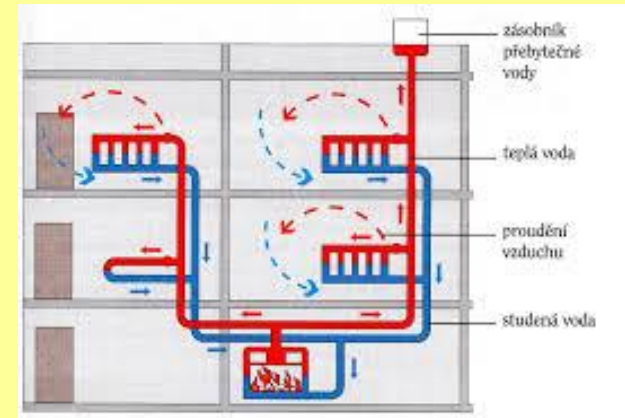 zásobník
přebytečné
vody
teplá voda
proudění
vzduchu
studená voda